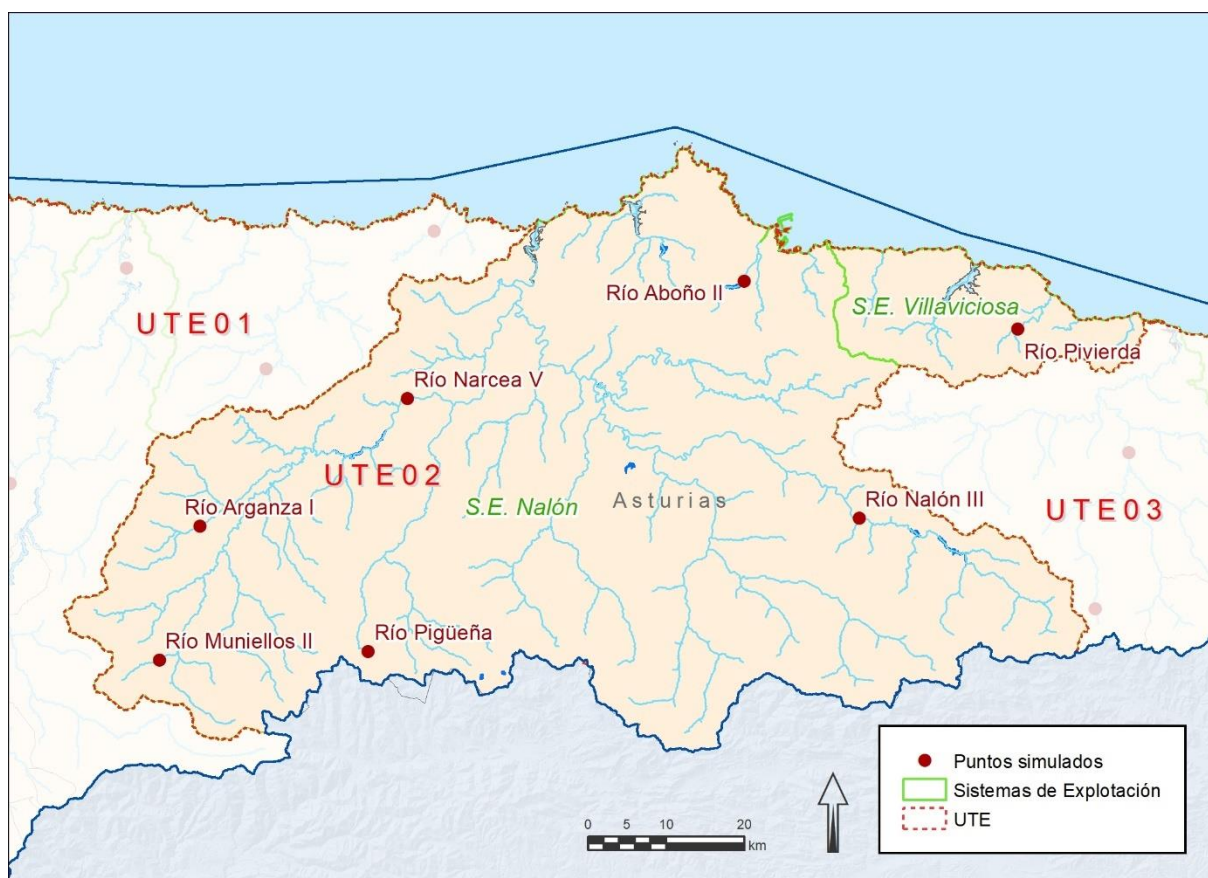 Río Aboño II
S.E. Villaviciosa
UTE01
Río Pivierda
Río Narcea V
UTE02
Río Arganza I
S.E. Nalón
Asturias
Río Nalón III
UTE03
Río Muniellos II
Río Pigüeña
Puntos simulados
Sistemas de Explotación
UTE
0 5 10 20
km